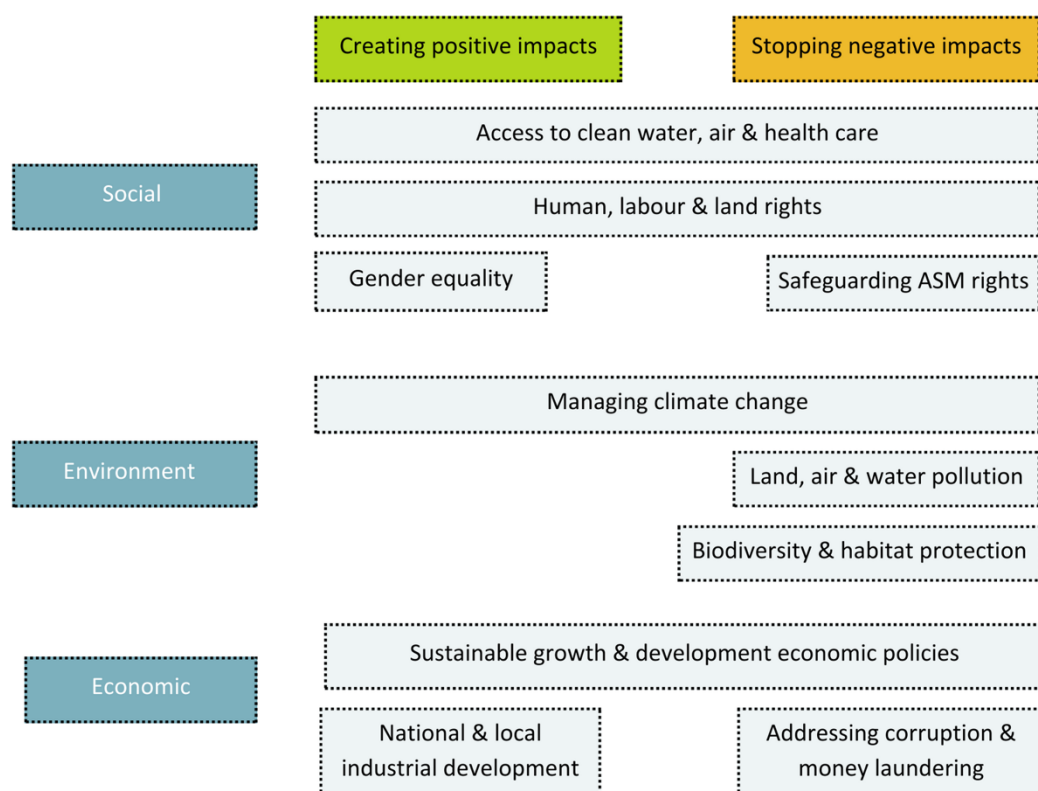 Creating positive impacts
Stopping negative impacts
Access to clean water, air & health care
Social
Human, labour & land rights
Gender equality
Safeguarding ASM rights
Managing climate change
Environment
Land, air & water pollution
Biodiversity & habitat protection
Sustainable growth & development economic policies
Economic
National & local
industrial development
Addressing corruption &
money laundering